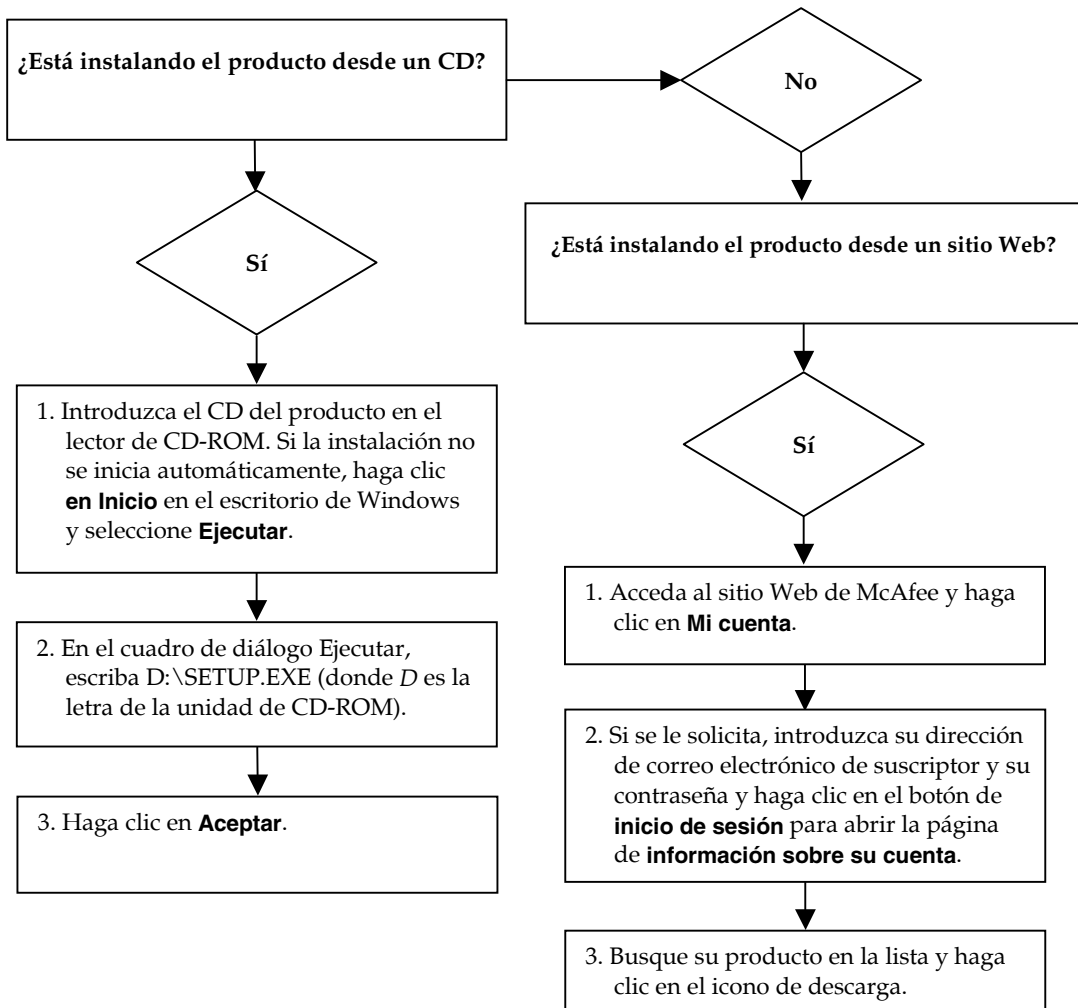 ¿Está instalando el producto desde un CD?
No
Sí
¿Está instalando el producto desde un sitio Web?
1. Introduzca el CD del producto en el
lector de CD-ROM. Si la instalación no
se inicia automáticamente, haga clic
en Inicio en el escritorio de Windows
y seleccione Ejecutar.
2. En el cuadro de diálogo Ejecutar,
escriba D:\SETUP.EXE (donde D es la
letra de la unidad de CD-ROM).
3. Haga clic en Aceptar.
Sí
1. Acceda al sitio Web de McAfee y haga
clic en Mi cuenta.
2. Si se le solicita, introduzca su dirección
de correo electrónico de suscriptor y su
contraseña y haga clic en el botón de
inicio de sesión para abrir la página
de información sobre su cuenta.
3. Busque su producto en la lista y haga
clic en el icono de descarga.